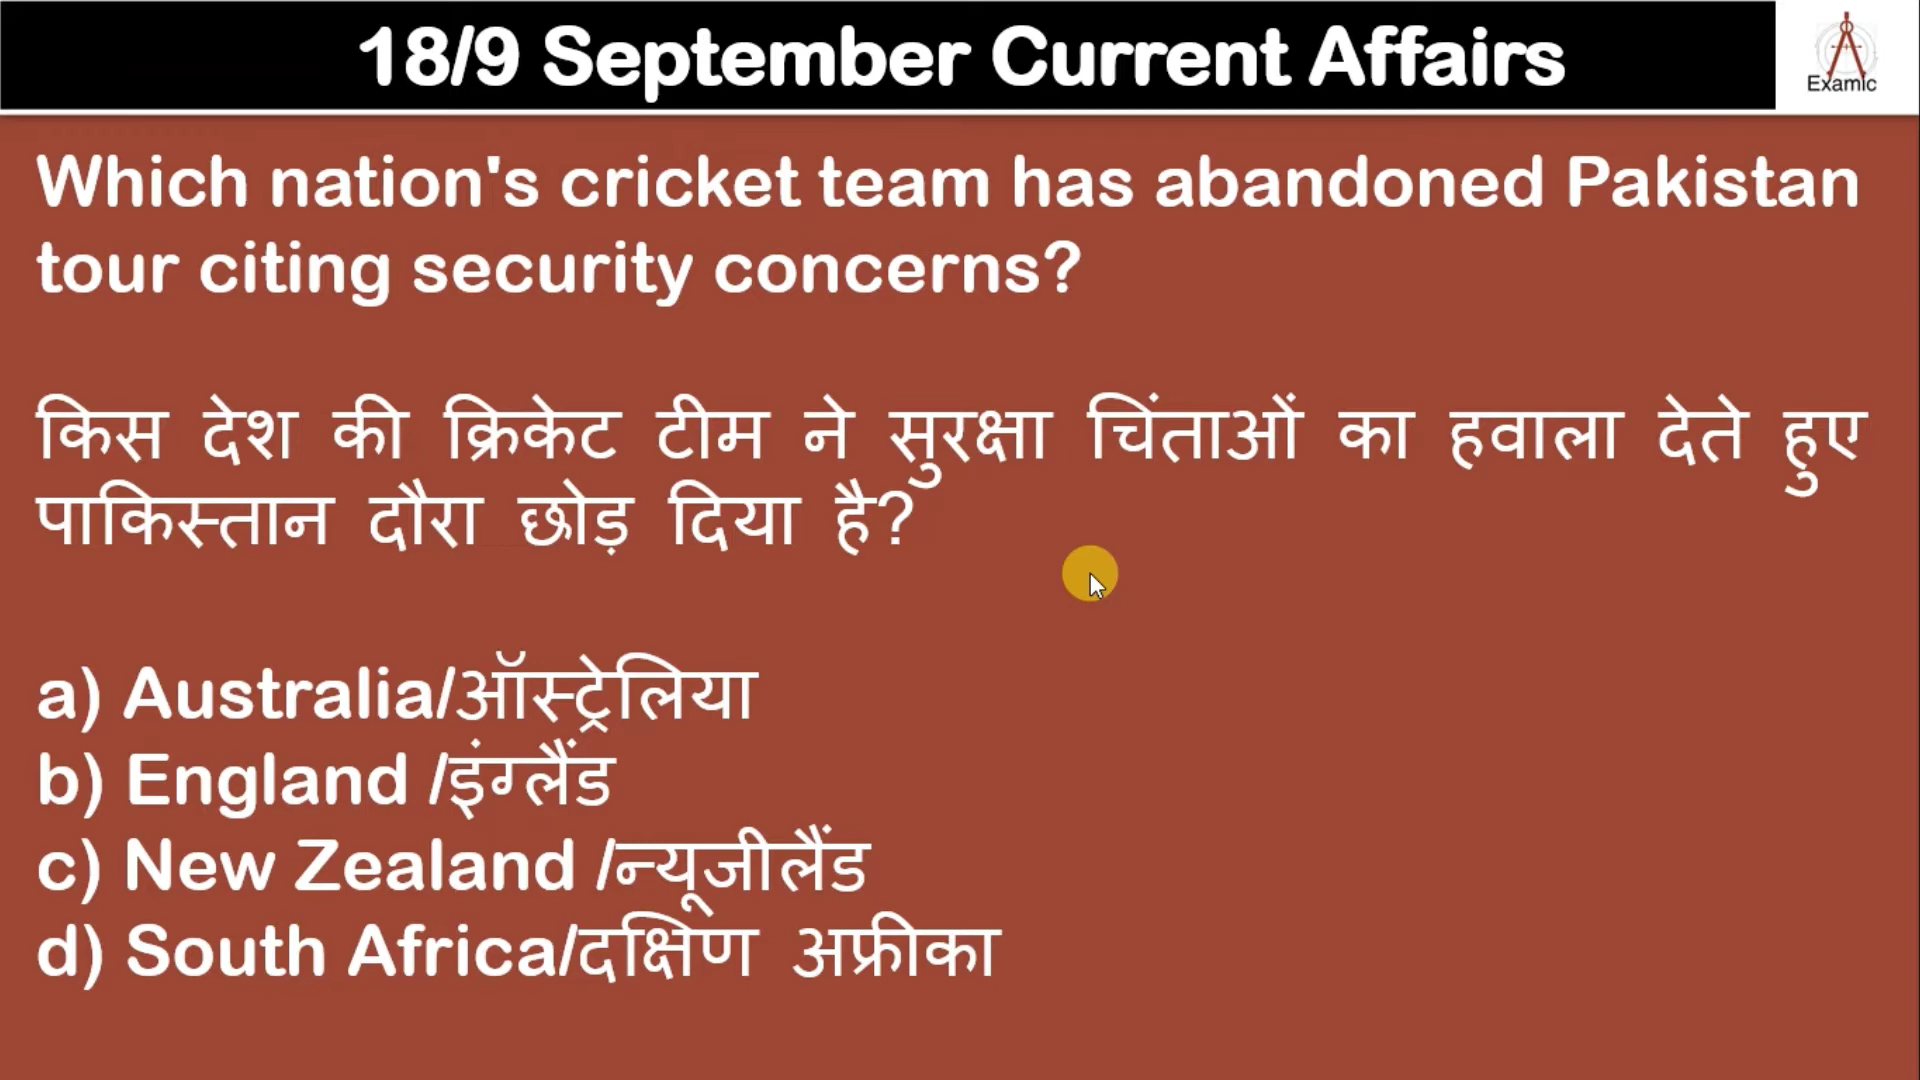 18/9 September Current Affairs
Examic
Which nation's cricket team has abandoned Pakistan
tour citing security concerns?
किस देश की क्रिकेट टीम ने सुरक्षा चिंताओं का हवाला देते हुए
पाकिस्तान दौरा छोड़ दिया है?
a) Australia/ऑस्ट्रेलिया
b) England /इंग्लैंड
c) New Zealand /न्यूजीलैंड
d) South Africa/दक्षिण अफ्रीका